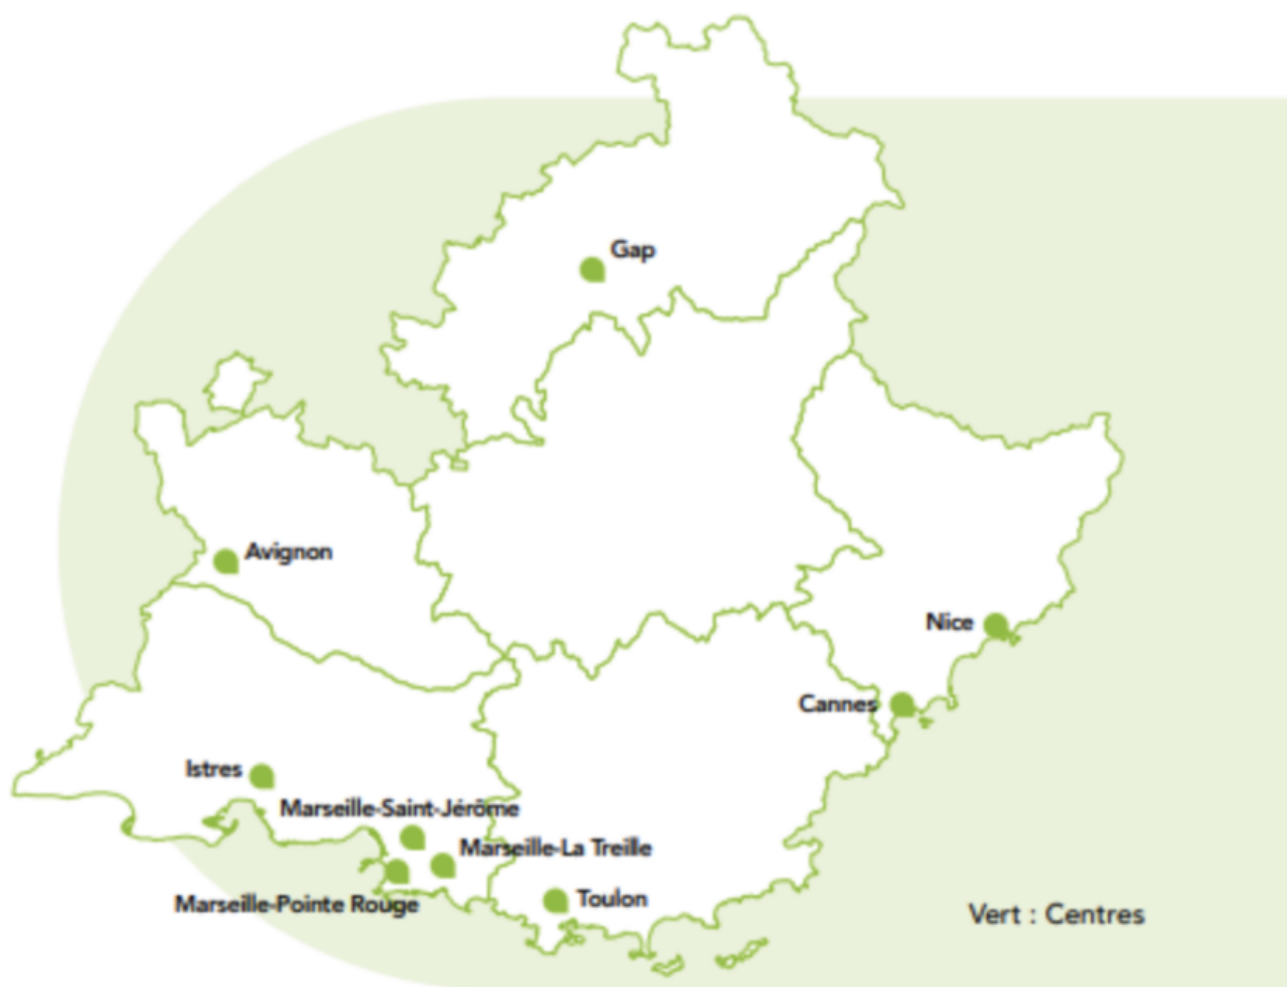 Gap
Avignon
Nice
Cannes
Istres
Marseille-Saint-Jérôme
Marseille-La Treille
Marseille-Pointe Rouge
Toulon
Vert : Centres